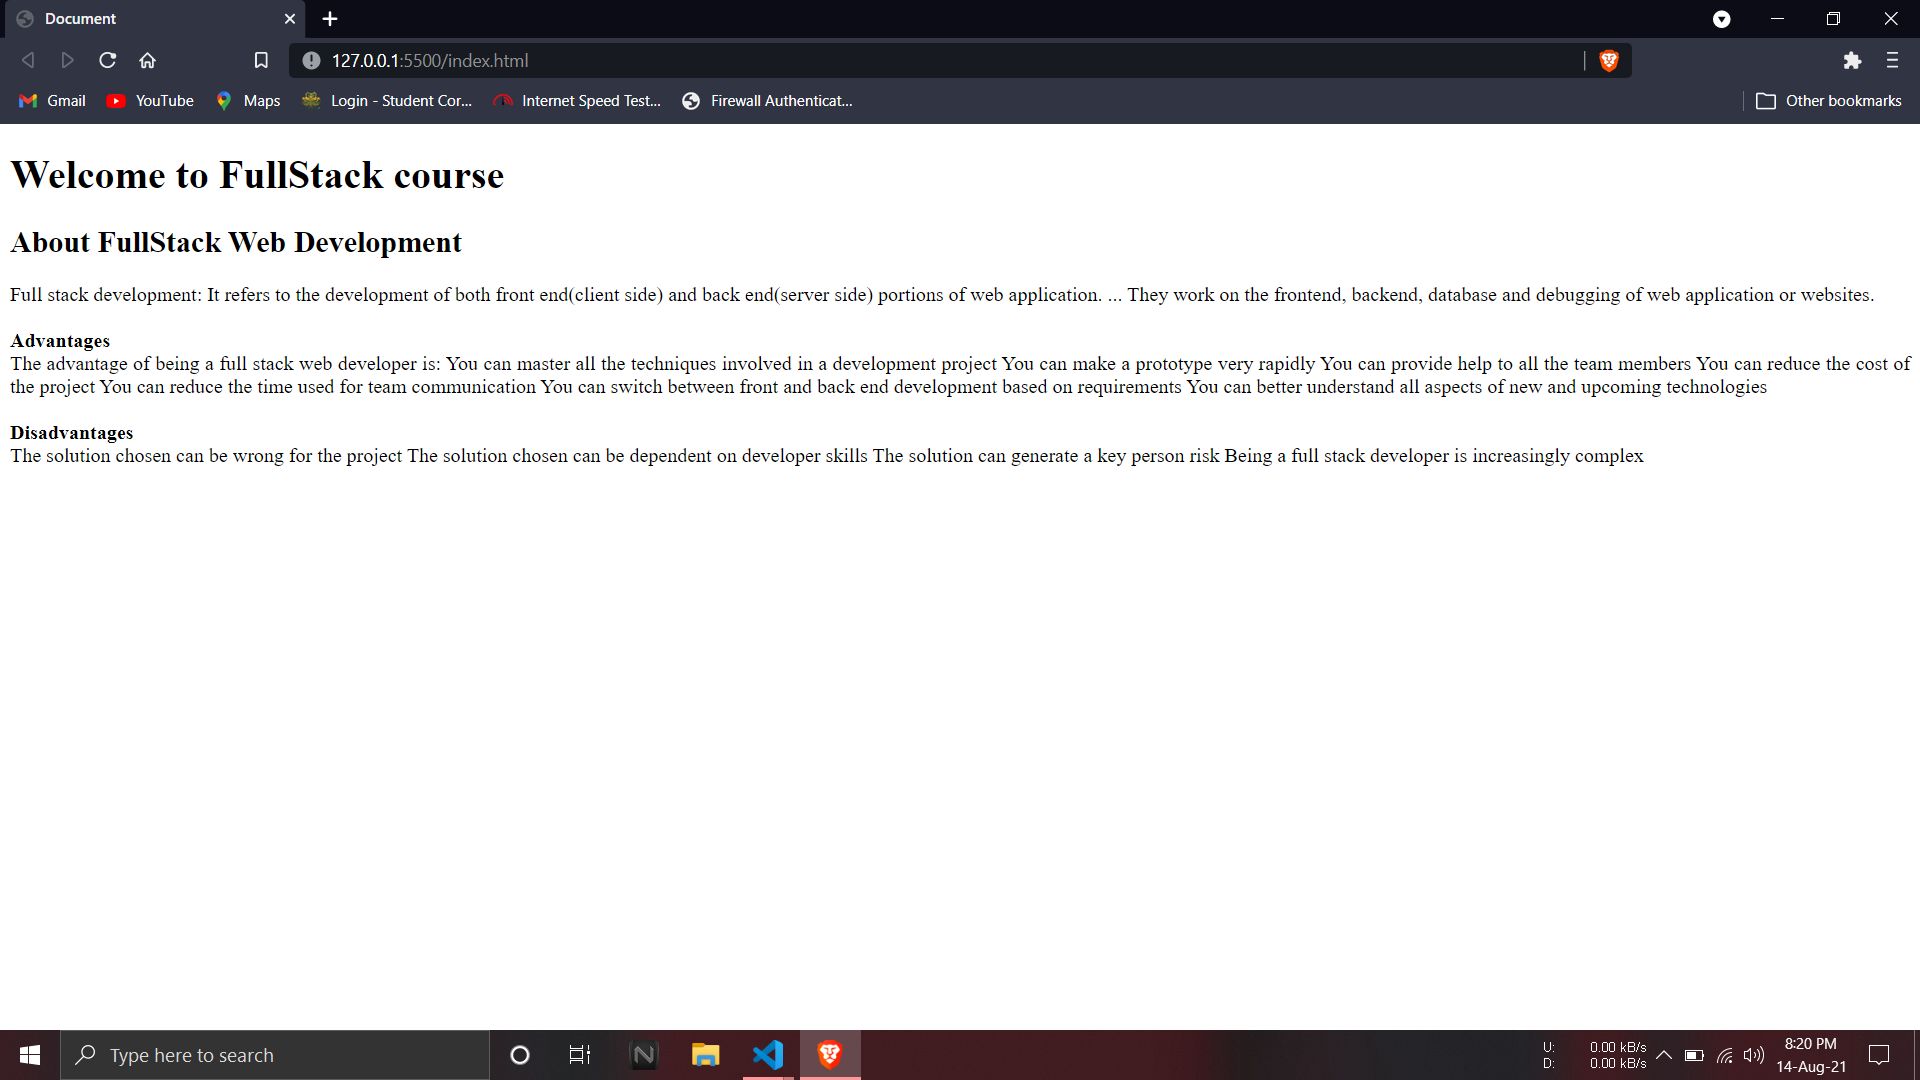 Document
127.0.0.1:5500/index.html
Gmail
YouTube
Maps
Login - Student Cor...
Internet Speed Test...
Firewall Authenticat...
Other bookmarks
Welcome to FullStack course
About FullStack Web Development
Full stack development: It refers to the development of both front end(client side) and back end(server side) portions of web application. ... They work on the frontend, backend, database and debugging of web application or websites.
Advantages
The advantage of being a full stack web developer is: You can master all the techniques involved in a development project You can make a prototype very rapidly You can provide help to all the team members You can reduce the cost of
the project You can reduce the time used for team communication You can switch between front and back end development based on requirements You can better understand all aspects of new and upcoming technologies
Disadvantages
The solution chosen can be wrong for the project The solution chosen can be dependent on developer skills The solution can generate a key person risk Being a full stack developer is increasingly complex
Type here to search
U: 0.00 kB/s
D: 0.00 kB/s
8:20 PM
14-Aug-21